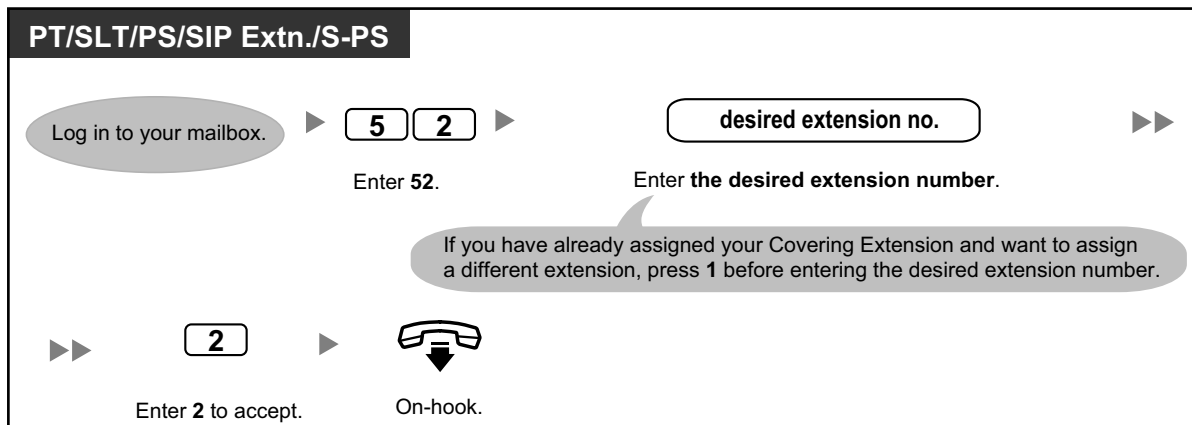 PT/SLT/PS/SIP Extn./S-PS
Log in to your mailbox.
5 2
desired extension no.
Enter 52.
Enter the desired extension number.
If you have already assigned your Covering Extension and want to assign
a different extension, press 1 before entering the desired extension number.
2
Enter 2 to accept.
On-hook.